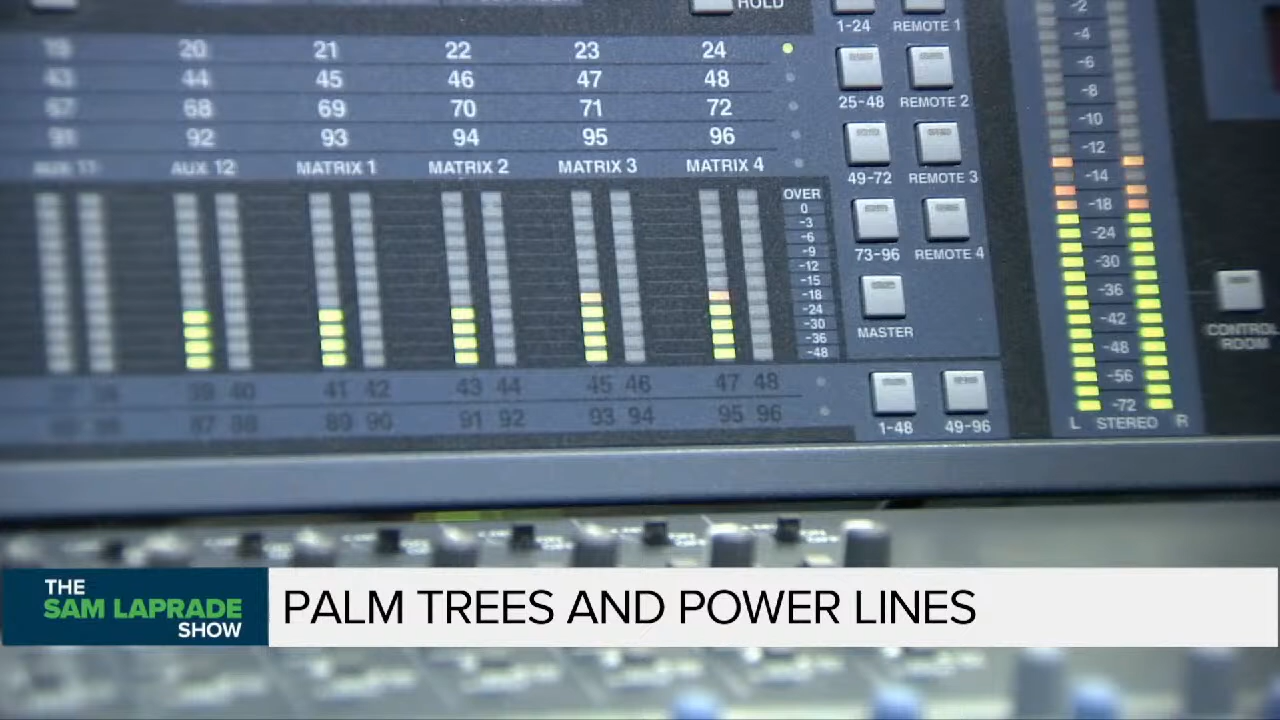 HOLD
1-24 REMOTE 1
19 20 21 22 23 24
43 44 45 46 47 48
67 68 69 70 71 72
91 92 93 94 95 96
AUX 11 AUX 12 MATRIX 1 MATRIX 2 MATRIX 3 MATRIX 4
OVER
0
-3
-6
-9
-12
-15
-18
-24
-30
-36
-48
39 40 41 42 43 44 45 46 47 48
87 88 89 90 91 92 93 94 95 96
25-48 REMOTE 2
49-72 REMOTE 3
73-96 REMOTE 4
MASTER
1-48 49-96
-2
-4
-6
-8
-10
-12
-14
-18
-24
-30
-36
-42
-48
-56
-72
L STEREO R
CONTROL
ROOM
THE
SAM LAPRADE
SHOW
PALM TREES AND POWER LINES